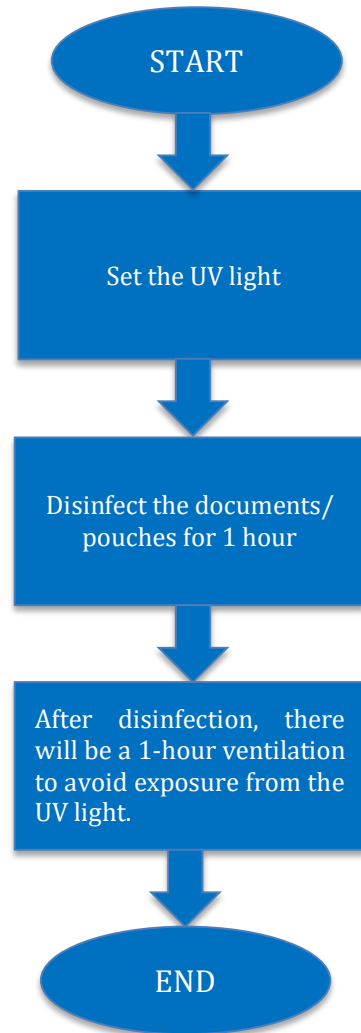 START
Set the UV light
Disinfect the documents/
pouches for 1 hour
After disinfection, there
will be a 1-hour ventilation
to avoid exposure from the
UV light.
END